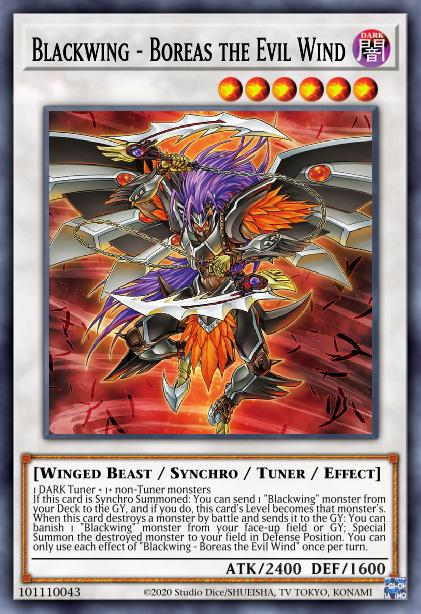 Blackwing - Boreas the Evil Wind
DARK
闇
[Winged Beast / Synchro / Tuner / Effect]
1 DARK Tuner + 1+ non-Tuner monsters
If this card is Synchro Summoned: You can send 1 "Blackwing" monster from
your Deck to the GY, and if you do, this card's Level becomes that monster's.
When this card destroys a monster by battle and sends it to the GY: You can
banish 1 "Blackwing" monster from your face-up field or GY; Special
Summon the destroyed monster to your field in Defense Position. You can
only use each effect of "Blackwing - Boreas the Evil Wind" once per turn.
ATK/2400 DEF/1600
101110043 ©2020 Studio Dice/SHUEISHA, TV TOKYO, KONAMI